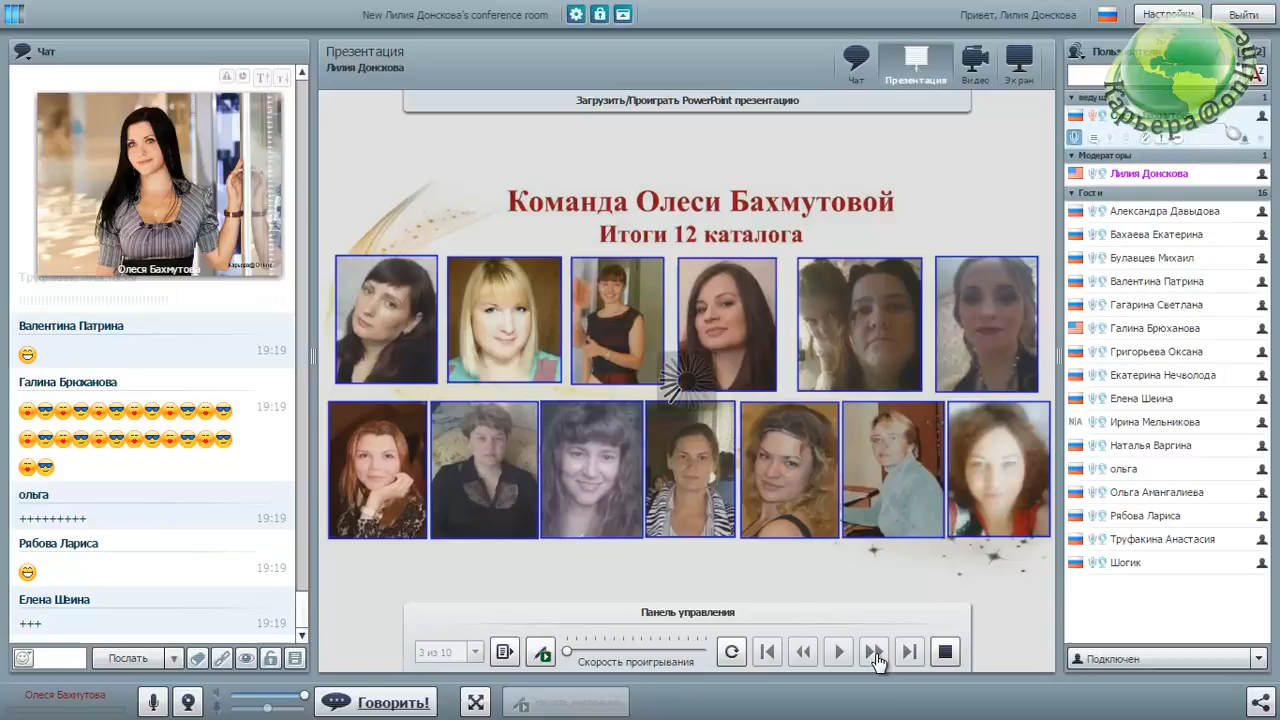 New Лилия Донскова's conference room
Привет, Лилия Донскова
Настройки
Выйти
Чат
Олеся Бахмутова
Карьера@Online
Валентина Патрина
19:19
Галина Брюханова
19:19
ольга
+++++++++
19:19
Рябова Лариса
19:19
Елена Шеина
+++
19:19
Послать
Презентация
Лилия Донскова
Чат
Презентация
Видео
Экран
Загрузить/Проиграть PowerPoint презентацию
Команда Олеси Бахмутовой
Итоги 12 каталога
Панель управления
3 из 10
Скорость проигрывания
Карьера@online
1
Модераторы
1
Лилия Донскова
Гости
16
Александра Давыдова
Бахаева Екатерина
Булавцев Михаил
Валентина Патрина
Гагарина Светлана
Галина Брюханова
Григорьева Оксана
Екатерина Нечволода
Елена Шеина
N|A
Ирина Мельникова
Наталья Варгина
ольга
Ольга Амангалиева
Рябова Лариса
Труфакина Анастасия
Шогик
Подключен
Олеся Бахмутова
Говорить!